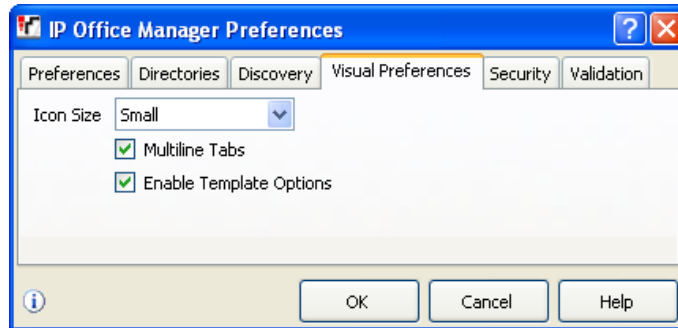 IP Office Manager Preferences
Preferences Directories Discovery Visual Preferences Security Validation
Icon Size Small
Multiline Tabs
Enable Template Options
OK Cancel Help